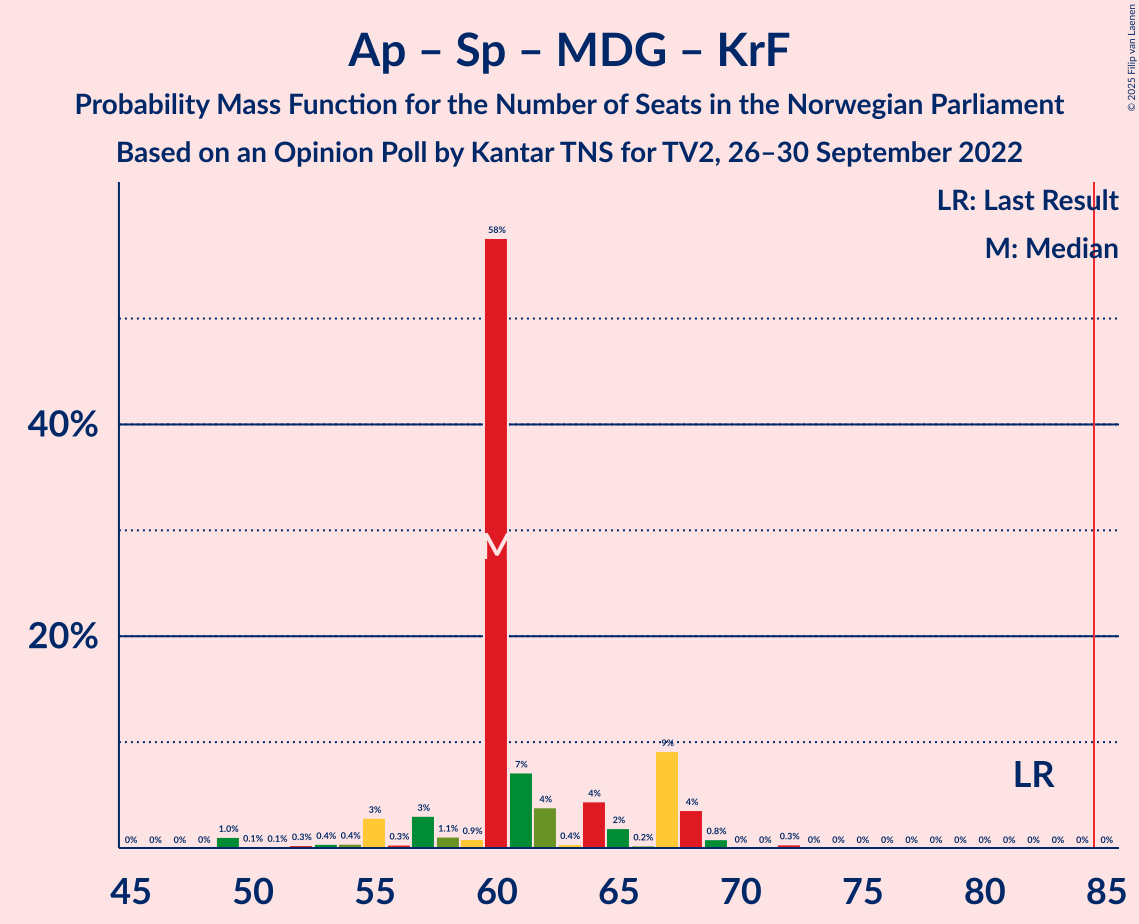 Ap – Sp – MDG – KrF
Probability Mass Function for the Number of Seats in the Norwegian Parliament
Based on an Opinion Poll by Kantar TNS for TV2, 26–30 September 2022
© 2025 Filip van Laenen
LR: Last Result
M: Median
40%
20%
0% 0% 0% 0% 1.0% 0.1% 0.1% 0.3% 0.4% 0.4% 3% 0.3% 3% 1.1% 0.9% 58% 7% 4% 0.4% 4% 2% 0.2% 9% 4% 0.8% 0% 0% 0.3% 0% 0% 0% 0% 0% 0% 0% 0% 0% 0% 0% 0% 0%
M
LR
45 50 55 60 65 70 75 80 85